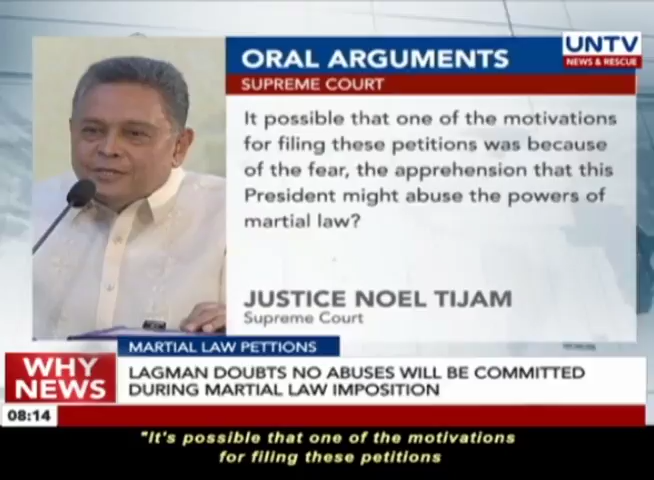 ORAL ARGUMENTS
SUPREME COURT
UNTV
NEWS & RESCUE
It possible that one of the motivations
for filing these petitions was because
of the fear, the apprehension that this
President might abuse the powers of
martial law?
JUSTICE NOEL TIJAM
Supreme Court
MARTIAL LAW PETTIONS
WHY
NEWS
LAGMAN DOUBTS NO ABUSES WILL BE COMMITTED
DURING MARTIAL LAW IMPOSITION
08:14
"It's possible that one of the motivations
for filing these petitions